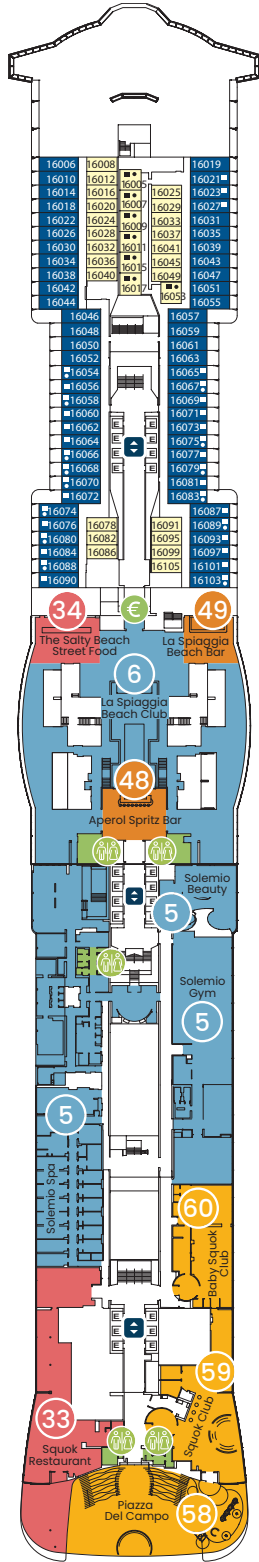 16006 16008 16019
16010 16012 16005 16021
16014 16016 16025 16023
16018 16020 16007 16029 16027
16022 16024 16009 16033 16031
16026 16028 16037 16035
16030 16032 16011 16041 16039
16034 16036 16015 16045 16043
16038 16040 16049 16047
16042 16017 16053 16051
16044 16055
16046 16057
16048 16059
16050 16061
16052 16063
16054 16065
16056 16067
16058 16069
16060 16071
16062 16073
16064 16075
16066 16077
16068 16079
16070 16081
16072 16083
16074 16087
16076 16078 16091 16089
16080 16082 16095 16093
16084 16086 16099 16097
16088 16105 16101
16090 16103
34 € 49
The Salty Beach
Street Food
La Spiaggia
Beach Bar
6
La Spiaggia
Beach Club
48
Aperol Spritz Bar
Solemio
Beauty
5
Solemio
Gym
5
5
Solemio Spa
60
Baby Squok
Club
59
Squok Club
33
Squok
Restaurant
Piazza
Del Campo
58